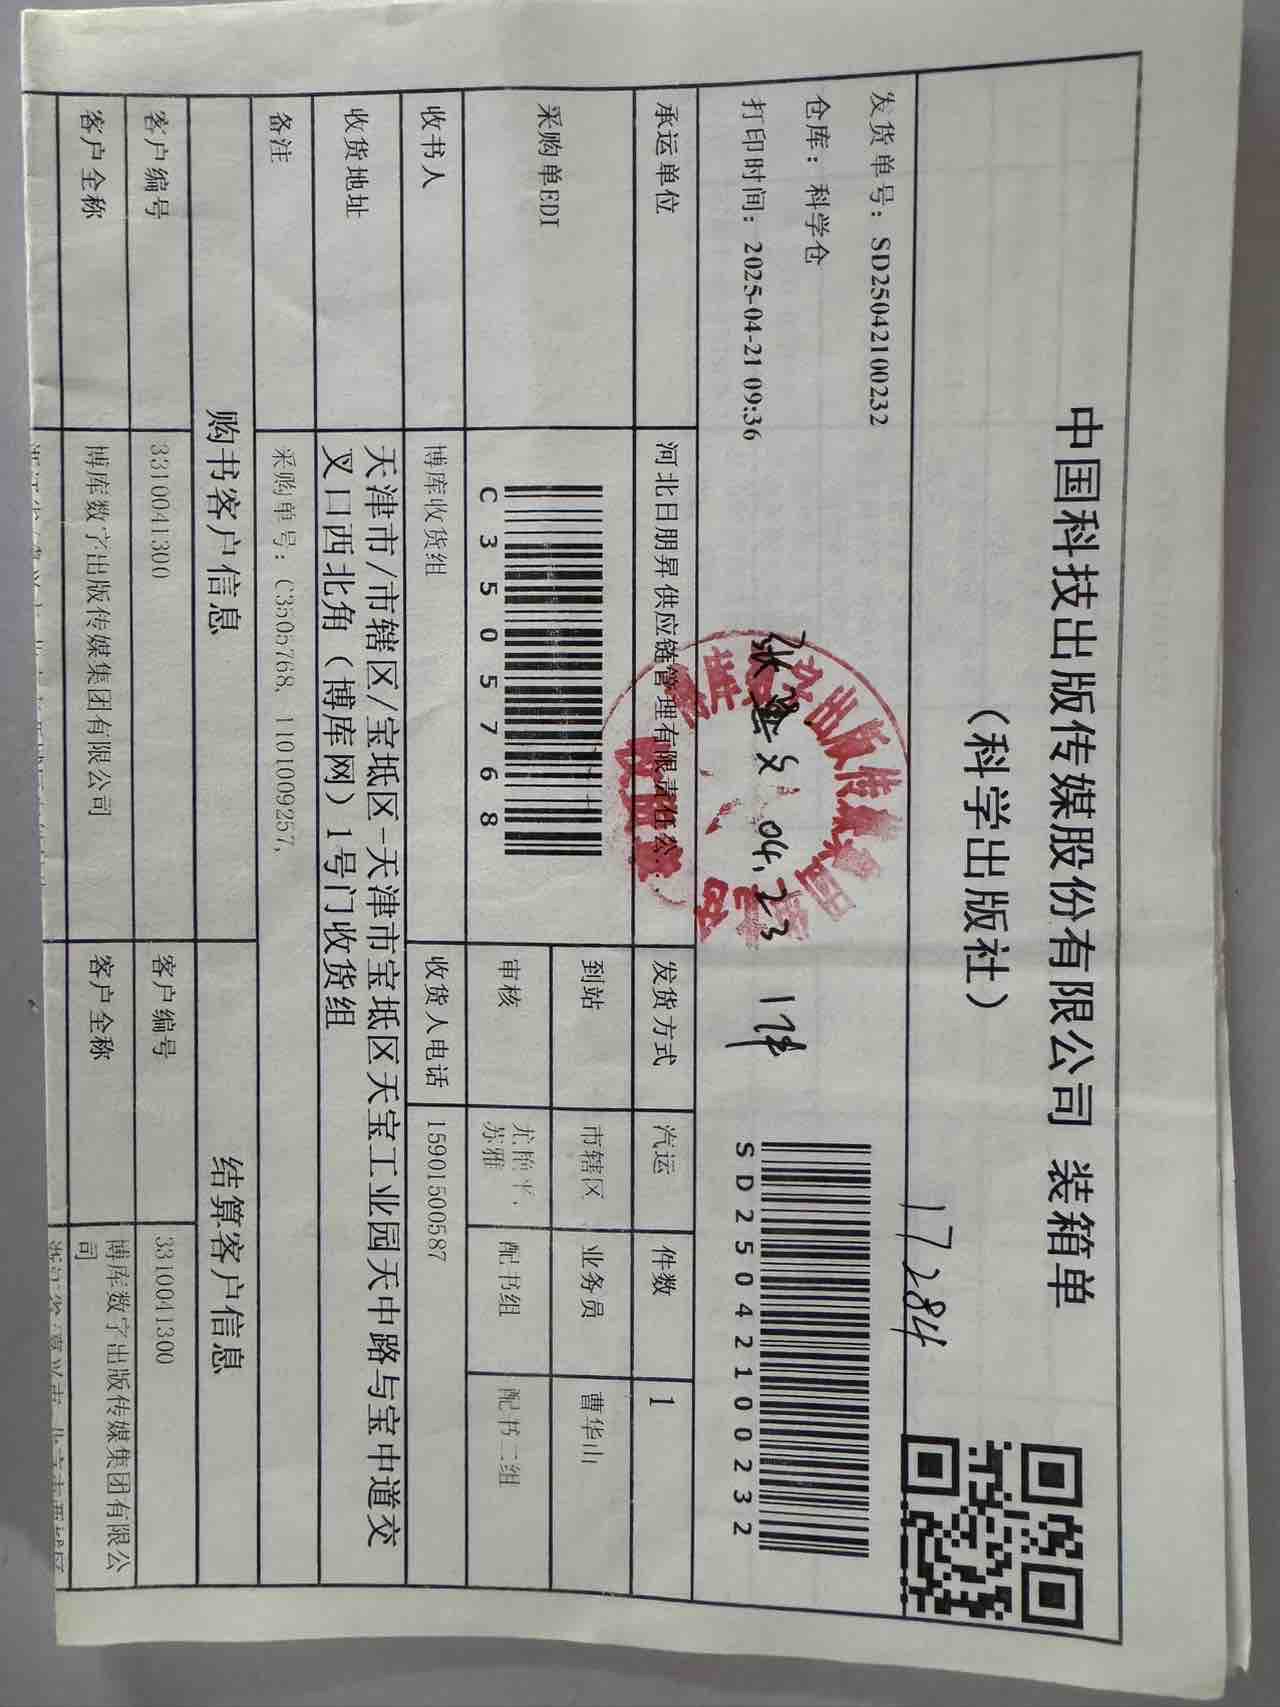 中国科技出版传媒股份有限公司 装箱单
（科学出版社）
17284
发货单号：SD25042100232
仓库：科学仓
打印时间：2025-04-21 09:36
SD25042100232
04.23 1件
承运单位 河北日朋昇供应链管理有限责任公 发货方式 汽运 件数 1
采购单EDI C3505768 到站 市辖区 业务员 曹华山
审核 苏雅 配书组 配书二组
收书人 博库收货组 收货人电话 15901500587
收货地址 天津市/市辖区/宝坻区-天津市宝坻区天宝工业园天中路与宝中道交
叉口西北角（博库网）1号门收货组
备注 采购单号：C3505768, 1101009257,
购书客户信息 结算客户信息
客户编号 3310041300 客户编号 3310041300
客户全称 博库数字出版传媒集团有限公司 客户全称 博库数字出版传媒集团有限公
司